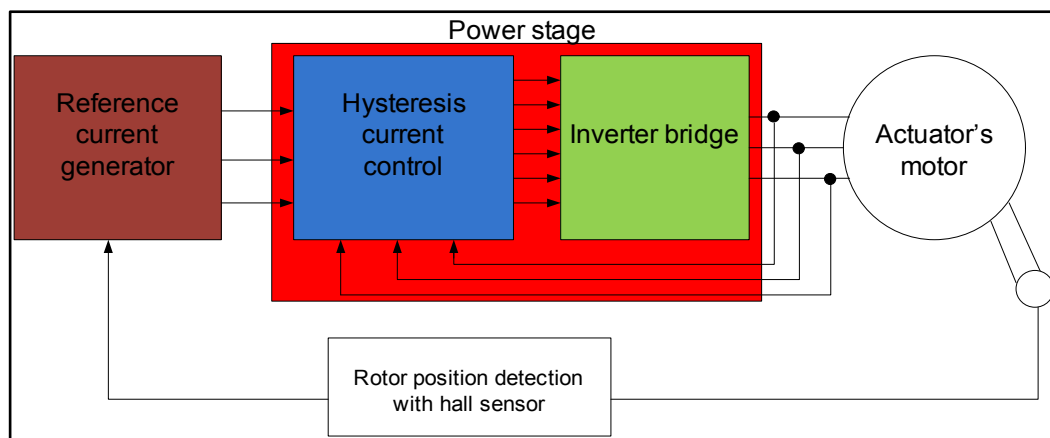 Power stage
Reference
current
generator
Hysteresis
current
control
Inverter bridge
Actuator’s
motor
Rotor position detection
with hall sensor